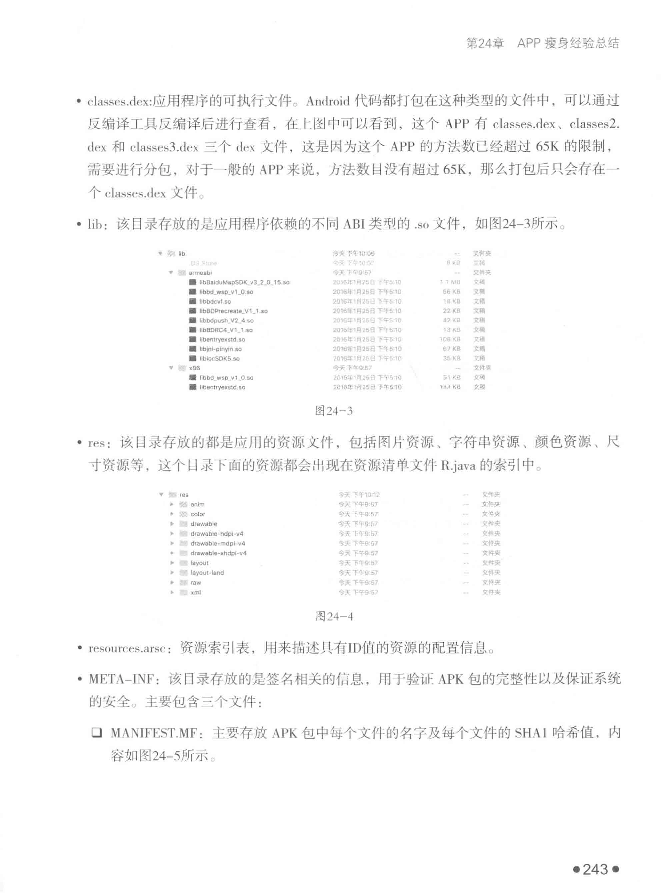 第24章 APP 瘦身经验总结
• classes.dex:应用程序的可执行文件。Android 代码都打包在这种类型的文件中，可以通过
反编译工具反编译后进行查看，在上图中可以看到，这个 APP 有 classes.dex、classes2.
dex 和 classes3.dex 三个 dex 文件，这是因为这个 APP 的方法数已经超过 65K 的限制，
需要进行分包，对于一般的 APP 来说，方法数目没有超过 65K，那么打包后只会存在一
个 classes.dex 文件。
• lib：该目录存放的是应用程序依赖的不同 ABI 类型的 .so 文件，如图24-3所示。
lib 今天 下午10:06 -- 文件夹
6 KB 文稿
armeabi 今天 下午9:57 -- 文件夹
libBaiduMapSDK_v3_2_0_15.so 2016年1月25日 下午5:10 文稿
libbd_wsp_v1_0.so 2016年1月25日 下午5:10 66 KB 文稿
libbdcvl.so 2016年1月25日 下午5:10 18 KB 文稿
libBDPrecreate_V1_1.so 2016年1月25日 下午5:10 22 KB 文稿
libbdpush_V2_4.so 2016年1月25日 下午5:10 43 KB 文稿
libBDRC4_V1_1.so 2016年1月25日 下午5:10 13 KB 文稿
libentryexstd.so 2016年1月25日 下午5:10 108 KB 文稿
libjni-pinyin.so 2016年1月25日 下午5:10 67 KB 文稿
liblocSDK5.so 2016年1月25日 下午5:10 文稿
x86 今天 下午9:57 -- 文件夹
libbd_wsp_v1_0.so 2016年1月25日 下午5:10 51 KB 文稿
libentryexstd.so 2016年1月25日 下午5:10 144 KB 文稿
图24-3
• res：该目录存放的都是应用的资源文件，包括图片资源、字符串资源、颜色资源、尺
寸资源等，这个目录下面的资源都会出现在资源清单文件 R.java 的索引中。
res 今天 下午10:12 -- 文件夹
anim 今天 下午9:57 -- 文件夹
color 今天 下午9:57 -- 文件夹
drawable 今天 下午9:57 -- 文件夹
drawable-hdpi-v4 今天 下午9:57 -- 文件夹
drawable-mdpi-v4 今天 下午9:57 -- 文件夹
drawable-xhdpi-v4 今天 下午9:57 -- 文件夹
layout 今天 下午9:57 -- 文件夹
layout-land 今天 下午9:57 -- 文件夹
raw 今天 下午9:57 -- 文件夹
xml 今天 下午9:57 -- 文件夹
图24-4
• resources.arsc：资源索引表，用来描述具有ID值的资源的配置信息。
• META-INF：该目录存放的是签名相关的信息，用于验证 APK 包的完整性以及保证系统
的安全。主要包含三个文件：
❑ MANIFEST.MF：主要存放 APK 包中每个文件的名字及每个文件的 SHA1 哈希值，内
容如图24-5所示。
●243●